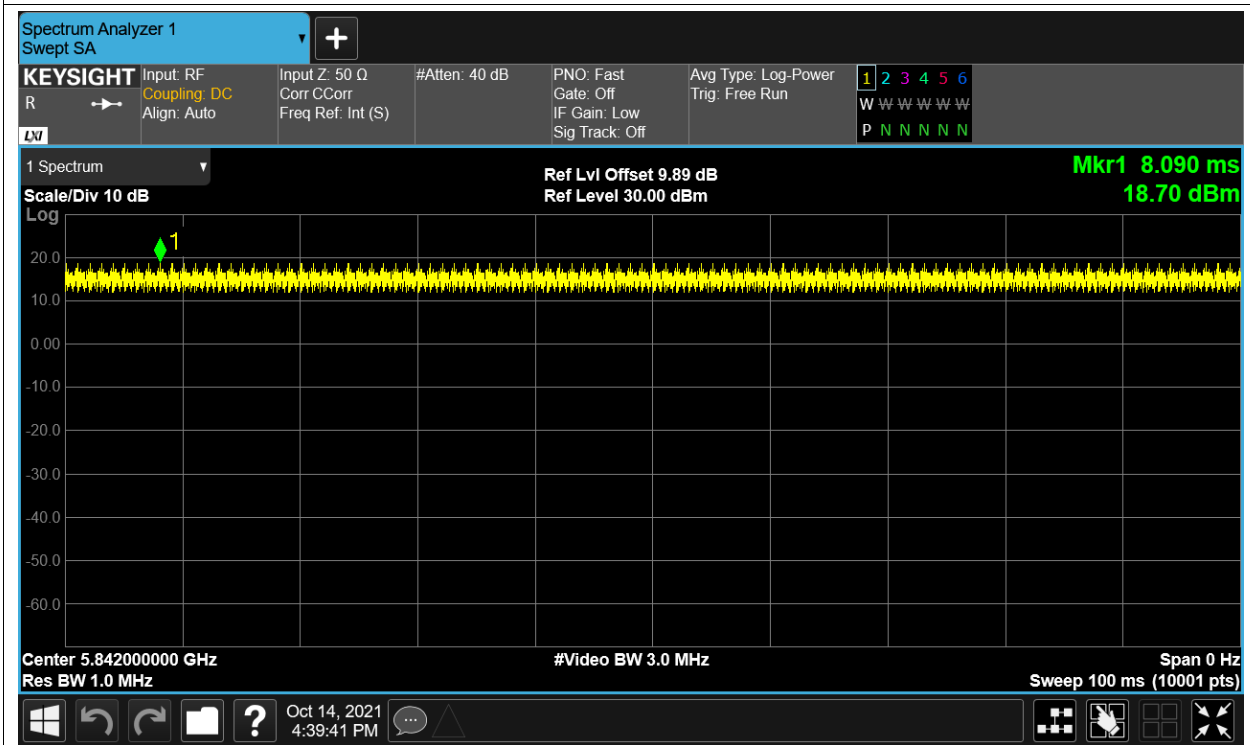 Spectrum Analyzer 1
Swept SA
KEYSIGHT
R
LXI
Input: RF
Coupling: DC
Align: Auto
Input Z: 50 Ω
Corr CCorr
Freq Ref: Int (S)
#Atten: 40 dB
PNO: Fast
Gate: Off
IF Gain: Low
Sig Track: Off
Avg Type: Log-Power
Trig: Free Run
1 2 3 4 5 6
W W W W W W
P N N N N N
1 Spectrum
Scale/Div 10 dB
Log
Ref Lvl Offset 9.89 dB
Ref Level 30.00 dBm
Mkr1 8.090 ms
18.70 dBm
1
20.0
10.0
0.00
-10.0
-20.0
-30.0
-40.0
-50.0
-60.0
Center 5.842000000 GHz
Res BW 1.0 MHz
#Video BW 3.0 MHz
Span 0 Hz
Sweep 100 ms (10001 pts)
?
Oct 14, 2021
4:39:41 PM